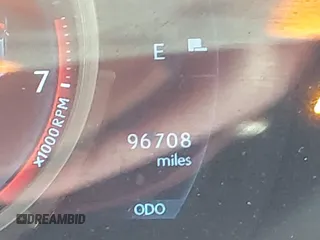 E
7
x1000RPM
96708
miles
ODO
DREAMBID